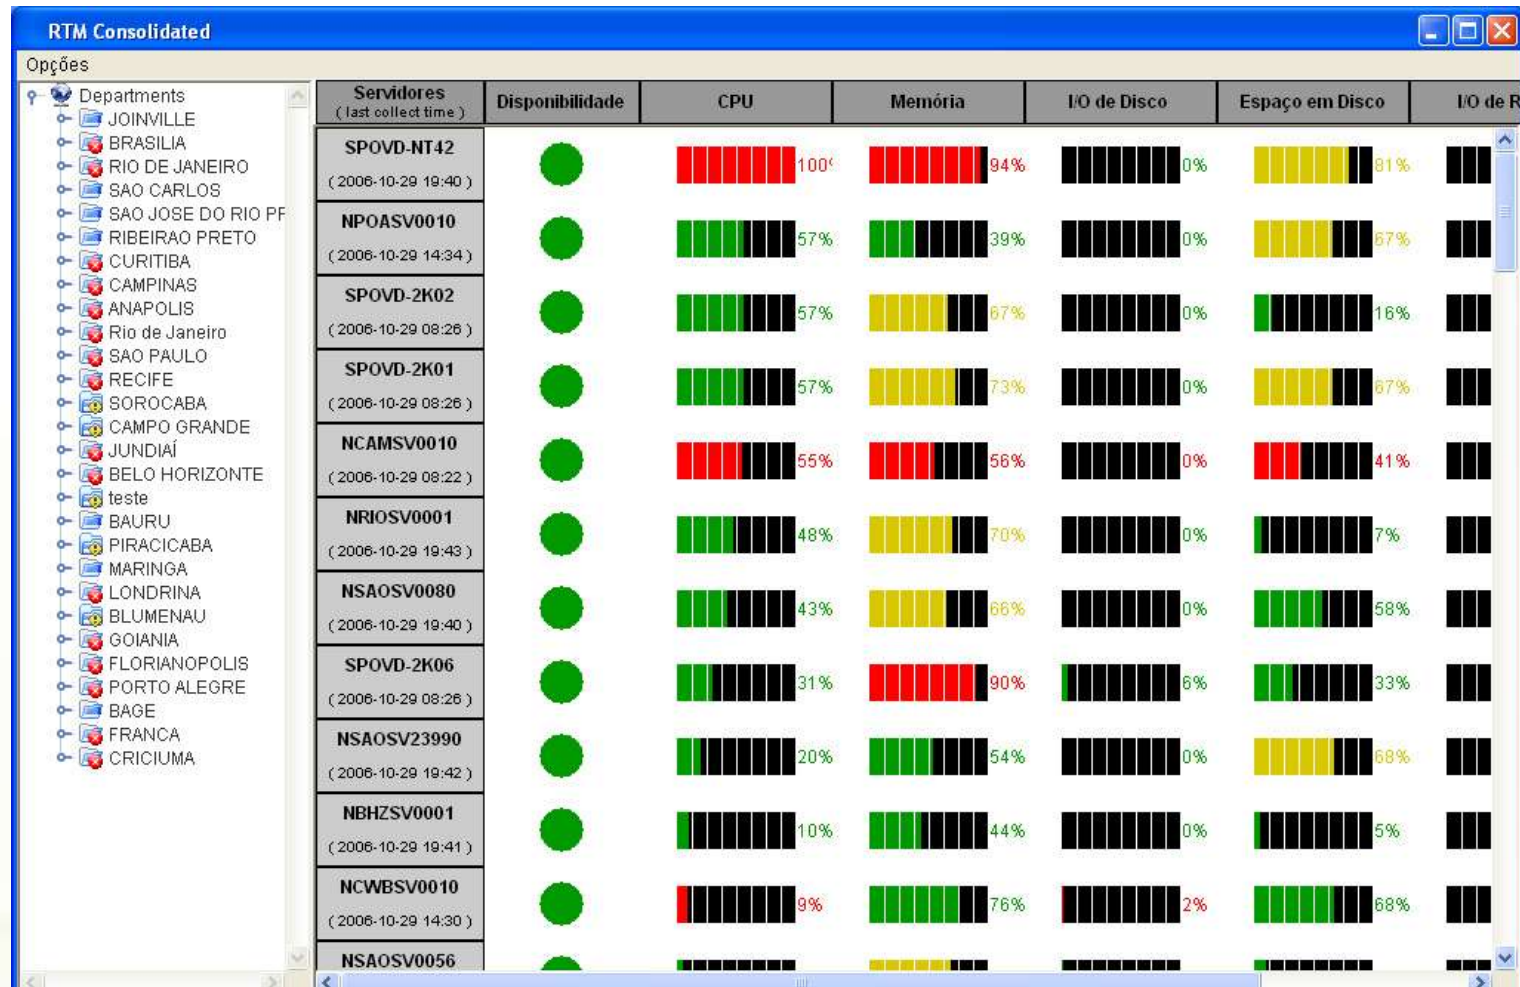 RTM Consolidated
Opções
Departments
JOINVILLE
BRASILIA
RIO DE JANEIRO
SAO CARLOS
SAO JOSE DO RIO PF
RIBEIRAO PRETO
CURITIBA
CAMPINAS
ANAPOLIS
Rio de Janeiro
SAO PAULO
RECIFE
SOROCABA
CAMPO GRANDE
JUNDIAÍ
BELO HORIZONTE
teste
BAURU
PIRACICABA
MARINGA
LONDRINA
BLUMENAU
GOIANIA
FLORIANOPOLIS
PORTO ALEGRE
BAGE
FRANCA
CRICIUMA
Servidores Disponibilidade CPU Memória I/O de Disco Espaço em Disco I/O de R
( last collect time )
SPOVD-NT42
( 2006-10-29 19:40 )
100% 94% 0% 81%
NPOASV0010
( 2006-10-29 14:34 )
57% 39% 0% 67%
SPOVD-2K02
( 2006-10-29 08:26 )
57% 67% 0% 16%
SPOVD-2K01
( 2006-10-29 08:26 )
57% 73% 0% 67%
NCAMSV0010
( 2006-10-29 08:22 )
55% 56% 0% 41%
NRIOSV0001
( 2006-10-29 19:43 )
48% 70% 0% 7%
NSAOSV0080
( 2006-10-29 19:40 )
43% 66% 0% 58%
SPOVD-2K06
( 2006-10-29 08:26 )
31% 90% 6% 33%
NSAOSV23990
( 2006-10-29 19:42 )
20% 54% 0% 68%
NBHZSV0001
( 2006-10-29 19:41 )
10% 44% 0% 5%
NCWBSV0010
( 2006-10-29 14:30 )
9% 76% 2% 68%
NSAOSV0056